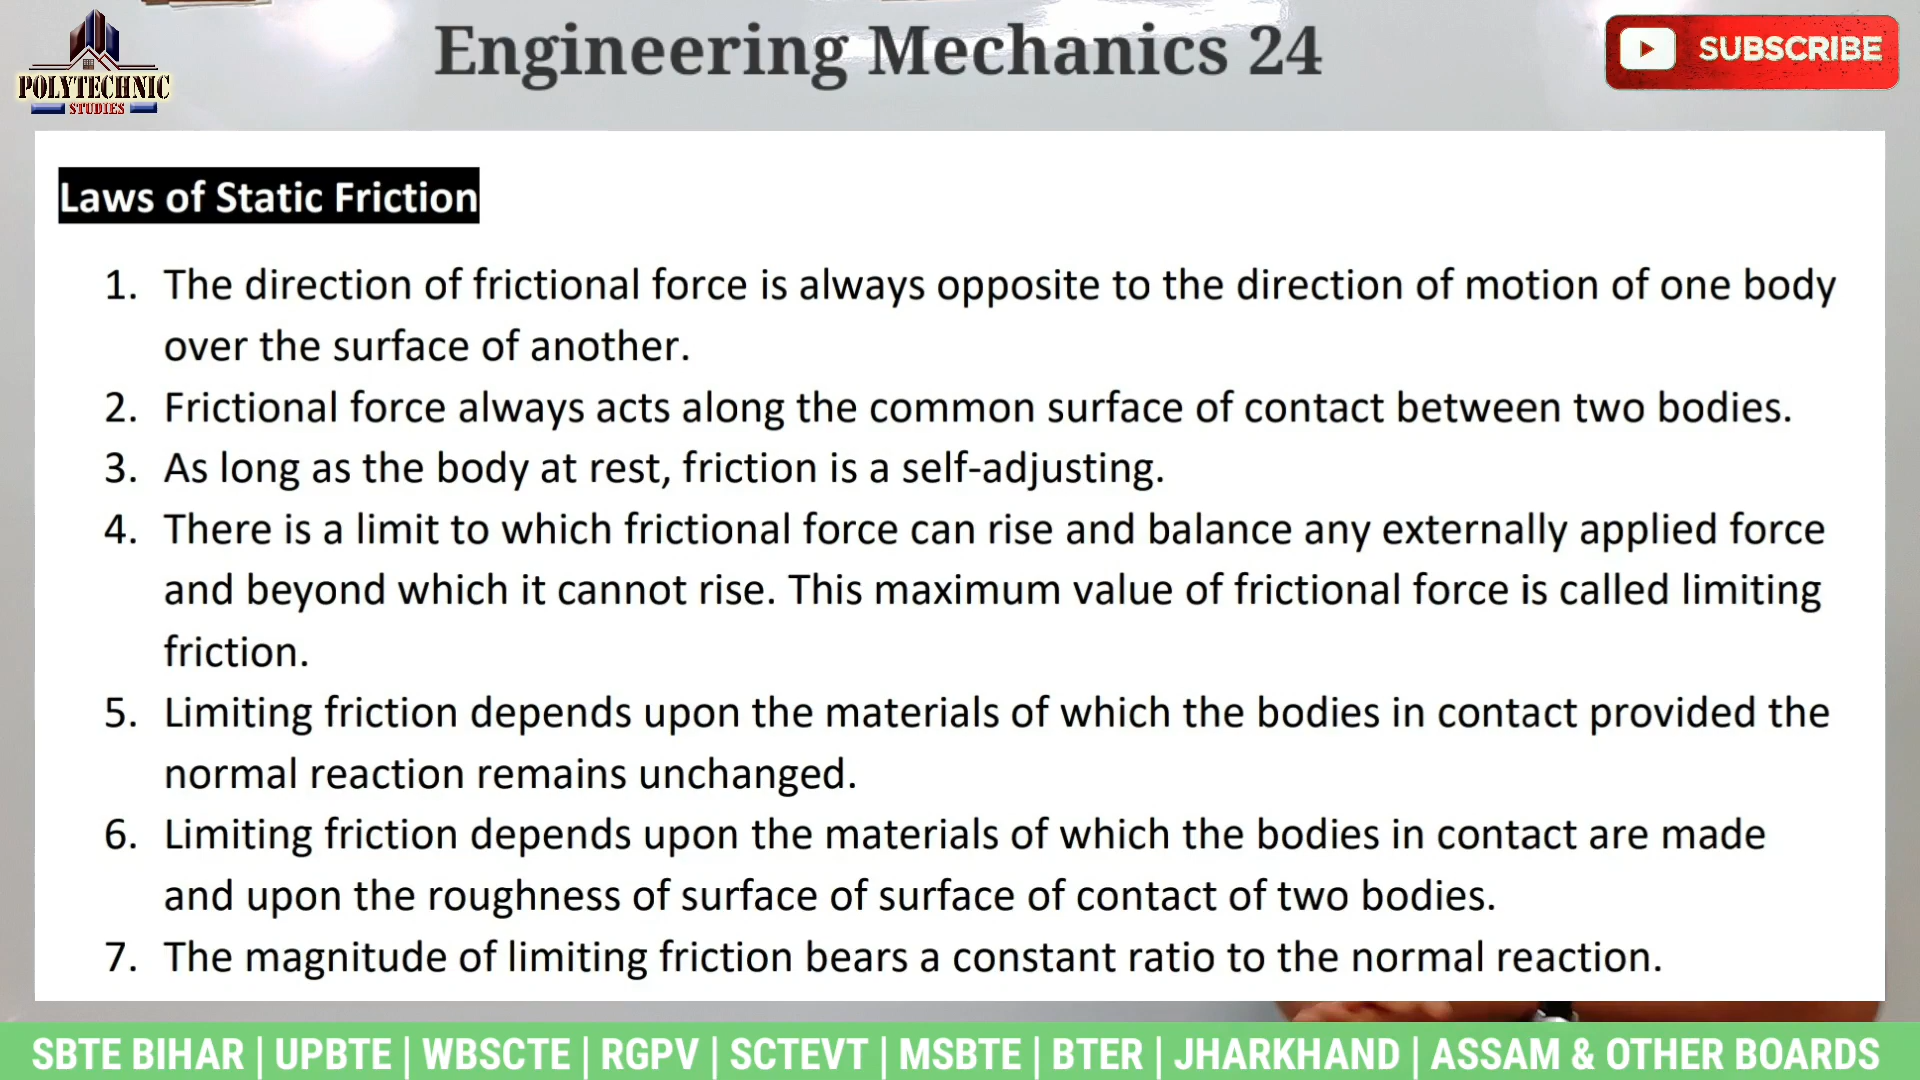 POLYTECHNIC
STUDIES
Engineering Mechanics 24
SUBSCRIBE
Laws of Static Friction
1. The direction of frictional force is always opposite to the direction of motion of one body
over the surface of another.
2. Frictional force always acts along the common surface of contact between two bodies.
3. As long as the body at rest, friction is a self-adjusting.
4. There is a limit to which frictional force can rise and balance any externally applied force
and beyond which it cannot rise. This maximum value of frictional force is called limiting
friction.
5. Limiting friction depends upon the materials of which the bodies in contact provided the
normal reaction remains unchanged.
6. Limiting friction depends upon the materials of which the bodies in contact are made
and upon the roughness of surface of surface of contact of two bodies.
7. The magnitude of limiting friction bears a constant ratio to the normal reaction.
SBTE BIHAR | UPBTE | WBSCTE | RGPV | SCTEVT | MSBTE | BTER | JHARKHAND | ASSAM & OTHER BOARDS